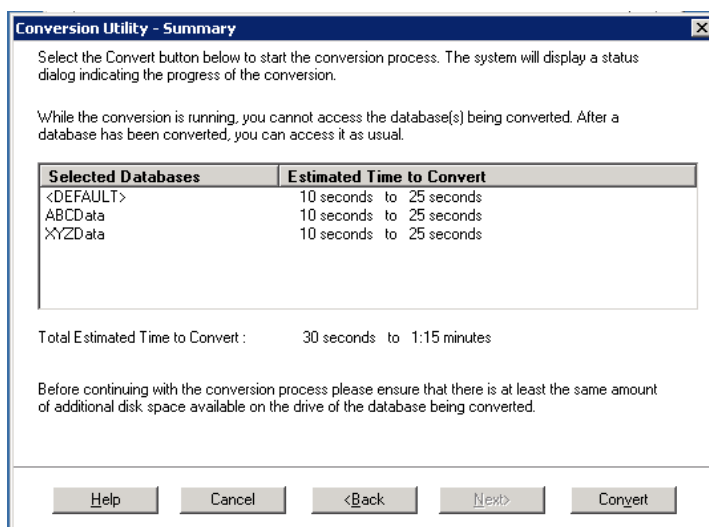 Conversion Utility - Summary
Select the Convert button below to start the conversion process. The system will display a status
dialog indicating the progress of the conversion.
While the conversion is running, you cannot access the database(s) being converted. After a
database has been converted, you can access it as usual.
Selected Databases Estimated Time to Convert
<DEFAULT> 10 seconds to 25 seconds
ABCData 10 seconds to 25 seconds
XYZData 10 seconds to 25 seconds
Total Estimated Time to Convert : 30 seconds to 1:15 minutes
Before continuing with the conversion process please ensure that there is at least the same amount
of additional disk space available on the drive of the database being converted.
Help Cancel <Back Next> Convert